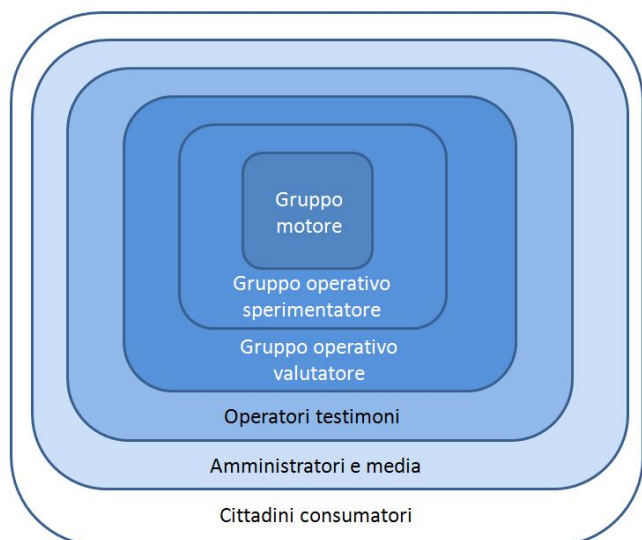 Gruppo
motore
Gruppo operativo
sperimentatore
Gruppo operativo
valutatore
Operatori testimoni
Amministratori e media
Cittadini consumatori